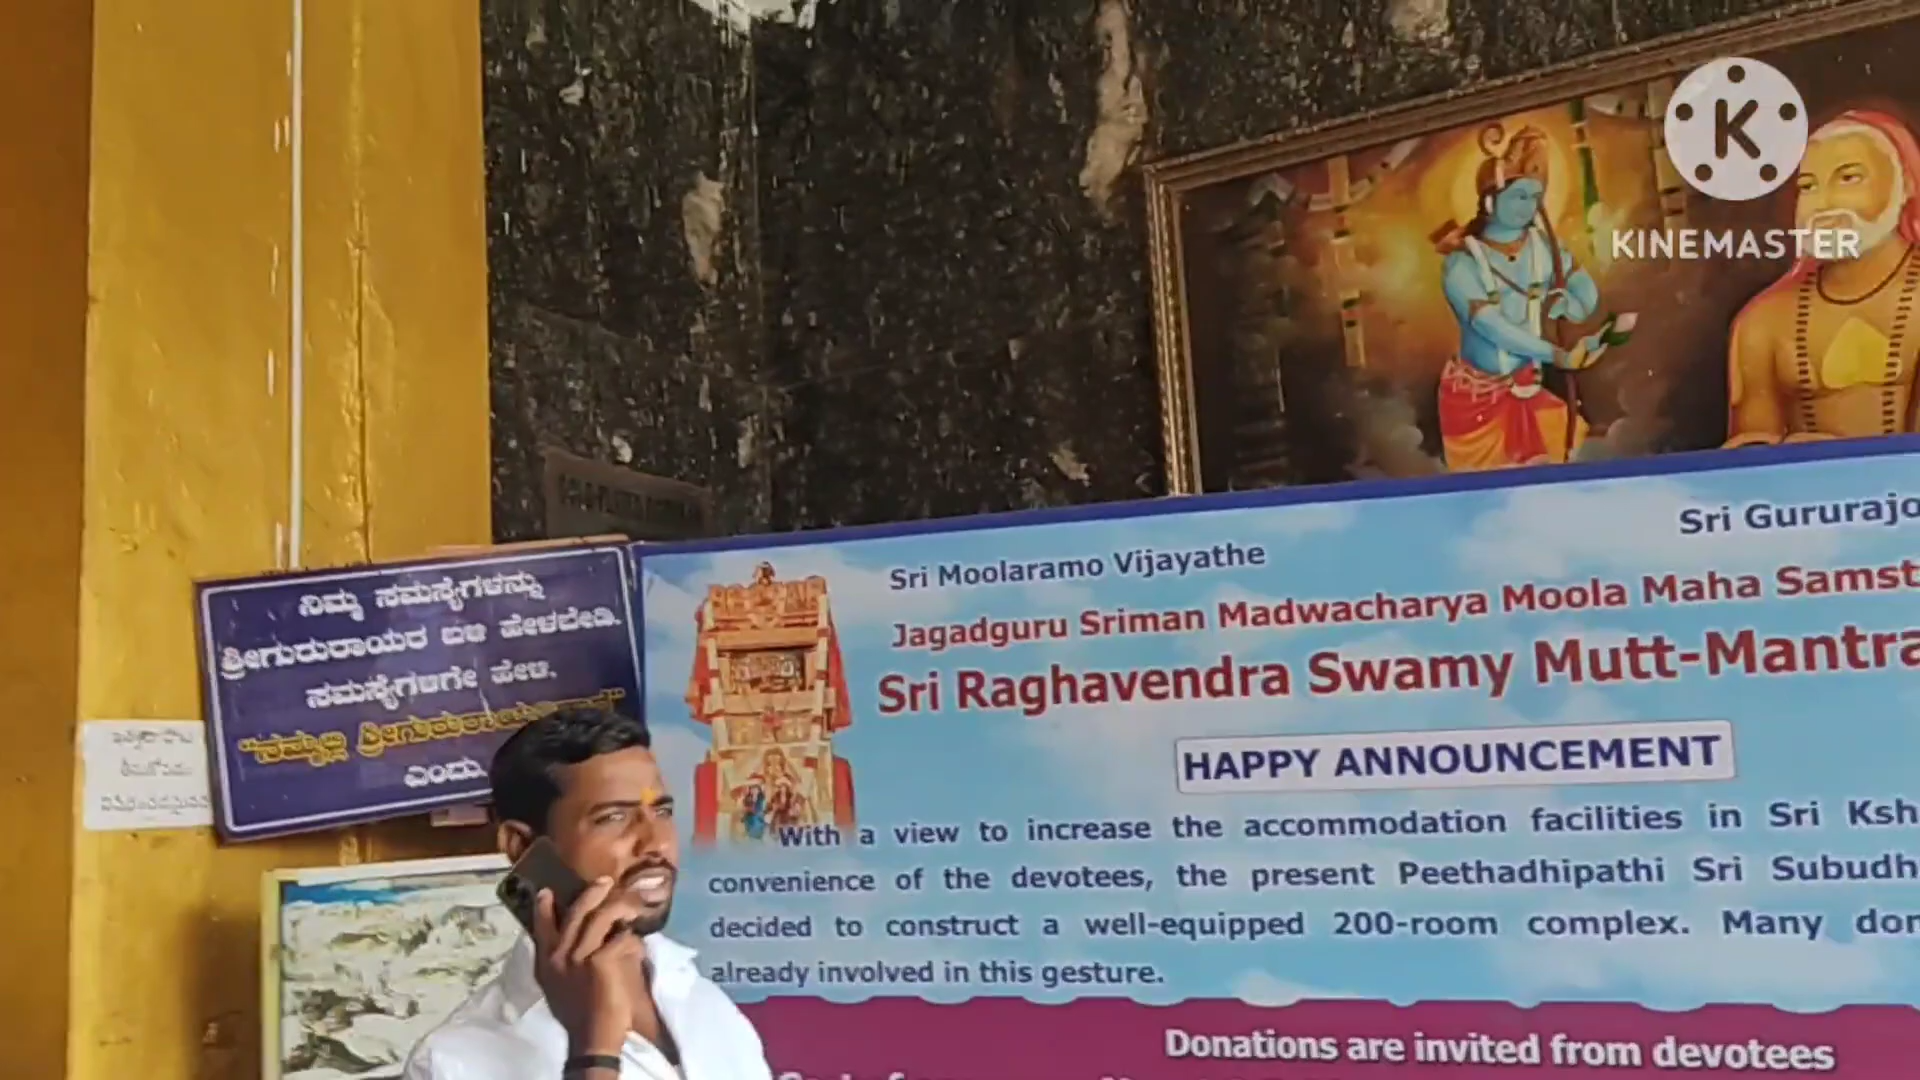 KINEMASTER
ನಿಮ್ಮ ಸಮಸ್ಯೆಗಳನ್ನು
ಶ್ರೀಗುರುರಾಯರ ಬಳಿ ಹೇಳಬೇಡಿ.
ಸಮಸ್ಯೆಗಳಿಗೇ ಹೇಳಿ.
"ನಮ್ಮಲ್ಲಿ
ಎಂದು.
Sri Moolaramo Vijayathe
Sri Gururajo
Jagadguru Sriman Madwacharya Moola Maha Samst
Sri Raghavendra Swamy Mutt-Mantra
HAPPY ANNOUNCEMENT
With a view to increase the accommodation facilities in Sri Ksh
convenience of the devotees, the present Peethadhipathi Sri Subudh
decided to construct a well-equipped 200-room complex. Many don
already involved in this gesture.
Donations are invited from devotees